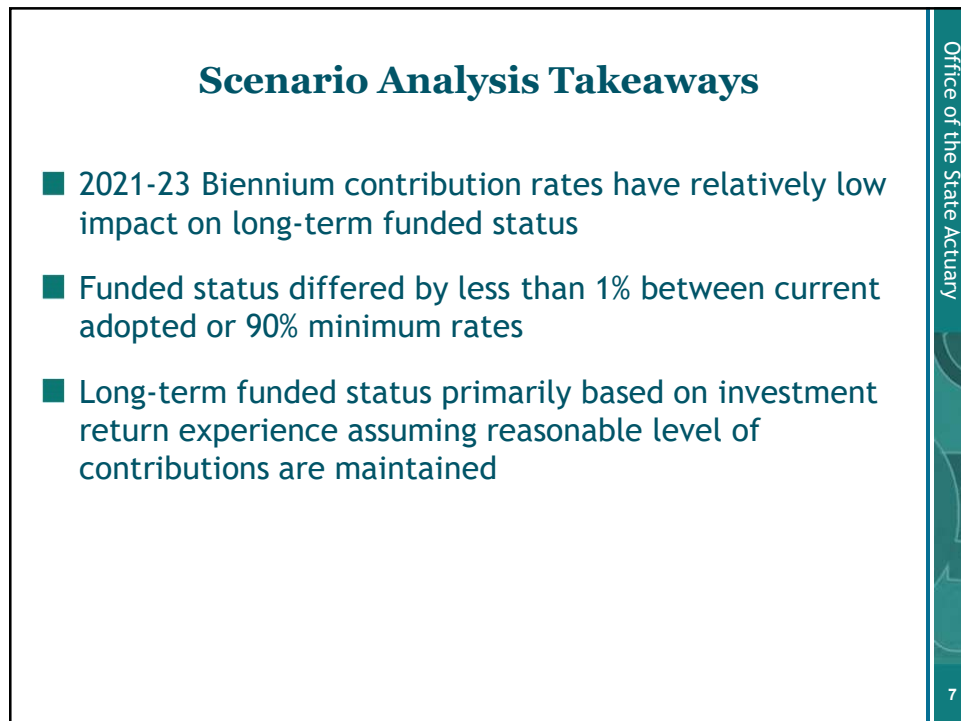 Scenario Analysis Takeaways
2021-23 Biennium contribution rates have relatively low
impact on long-term funded status
Funded status differed by less than 1% between current
adopted or 90% minimum rates
Long-term funded status primarily based on investment
return experience assuming reasonable level of
contributions are maintained
Office of the State Actuary
7